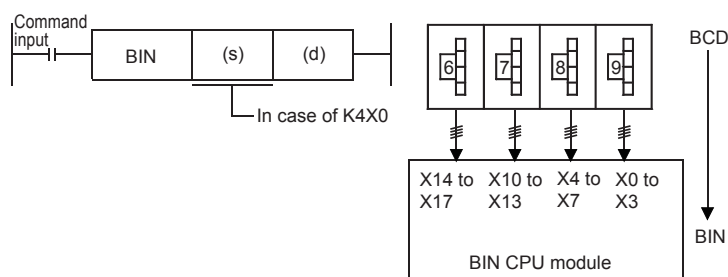 Command
input
BIN
(s)
(d)
In case of K4X0
6
7
8
9
BCD
X14 to
X17
X10 to
X13
X4 to
X7
X0 to
X3
BIN
BIN CPU module